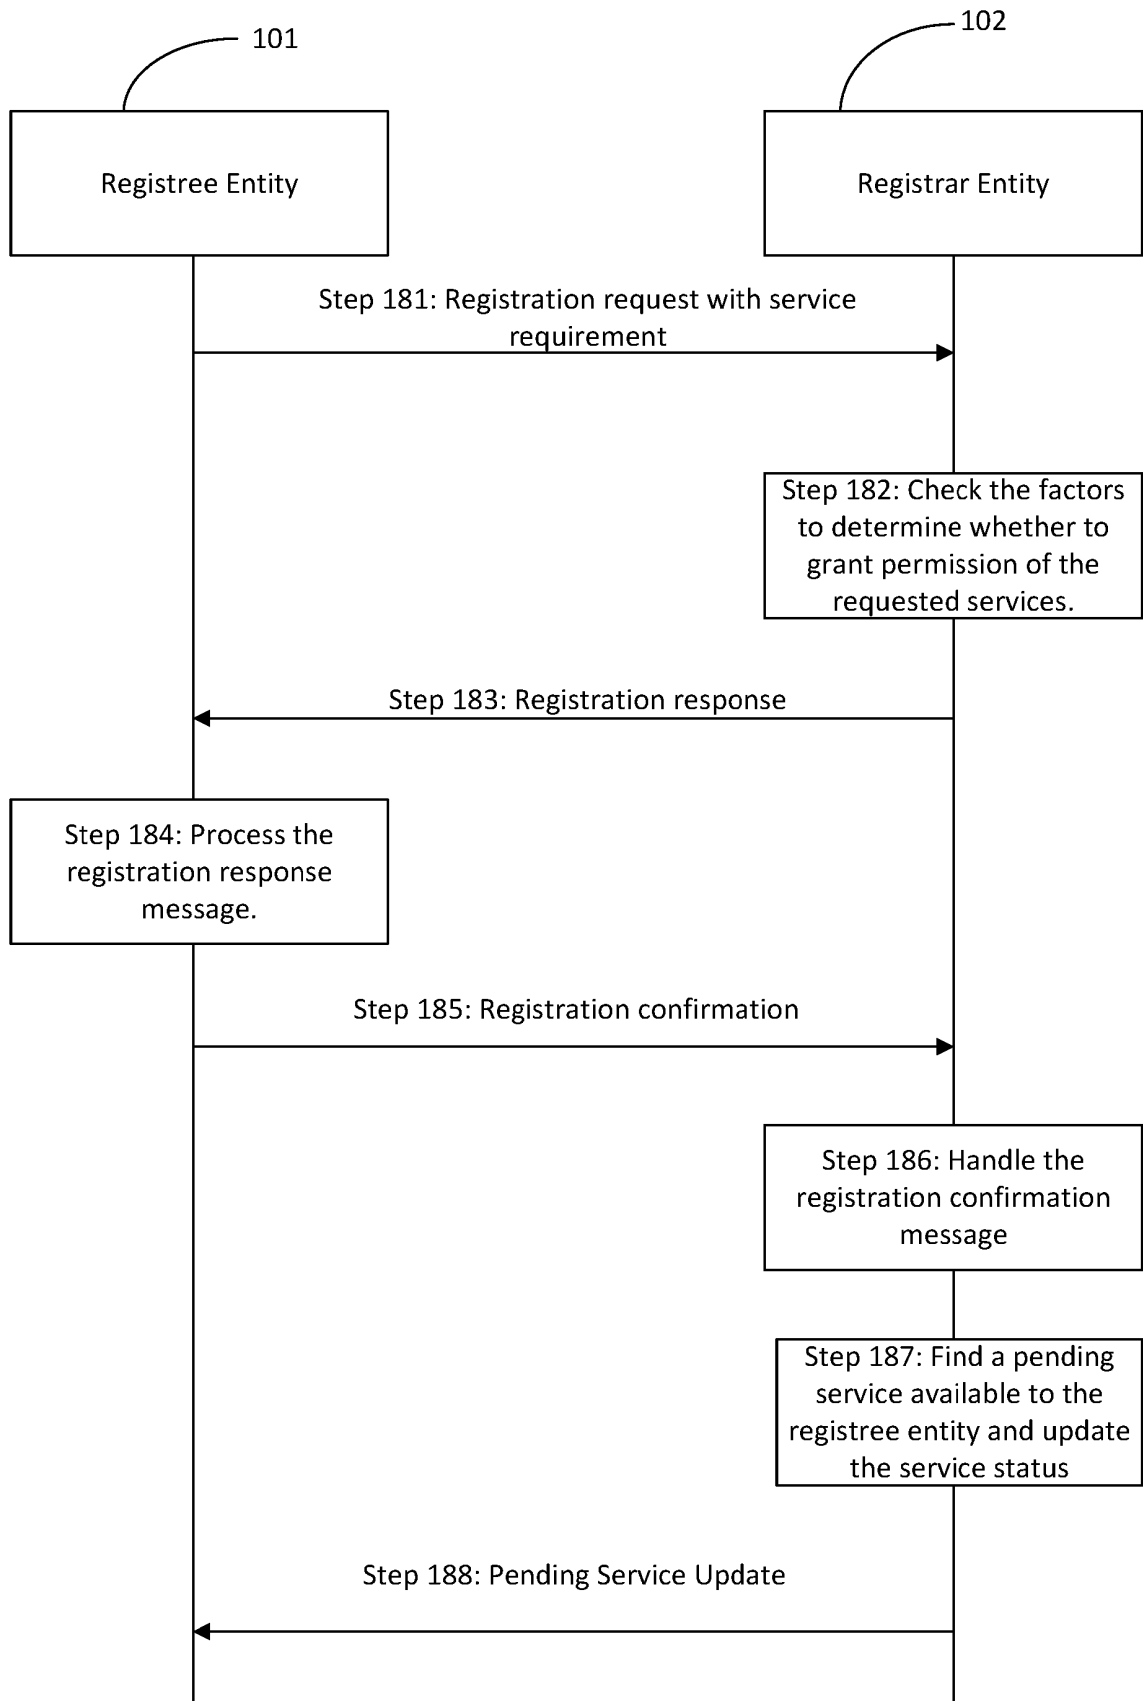 101
102
Registree Entity
Registrar Entity
Step 181: Registration request with service
requirement
Step 182: Check the factors
to determine whether to
grant permission of the
requested services.
Step 183: Registration response
Step 184: Process the
registration response
message.
Step 185: Registration confirmation
Step 186: Handle the
registration confirmation
message
Step 187: Find a pending
service available to the
registree entity and update
the service status
Step 188: Pending Service Update